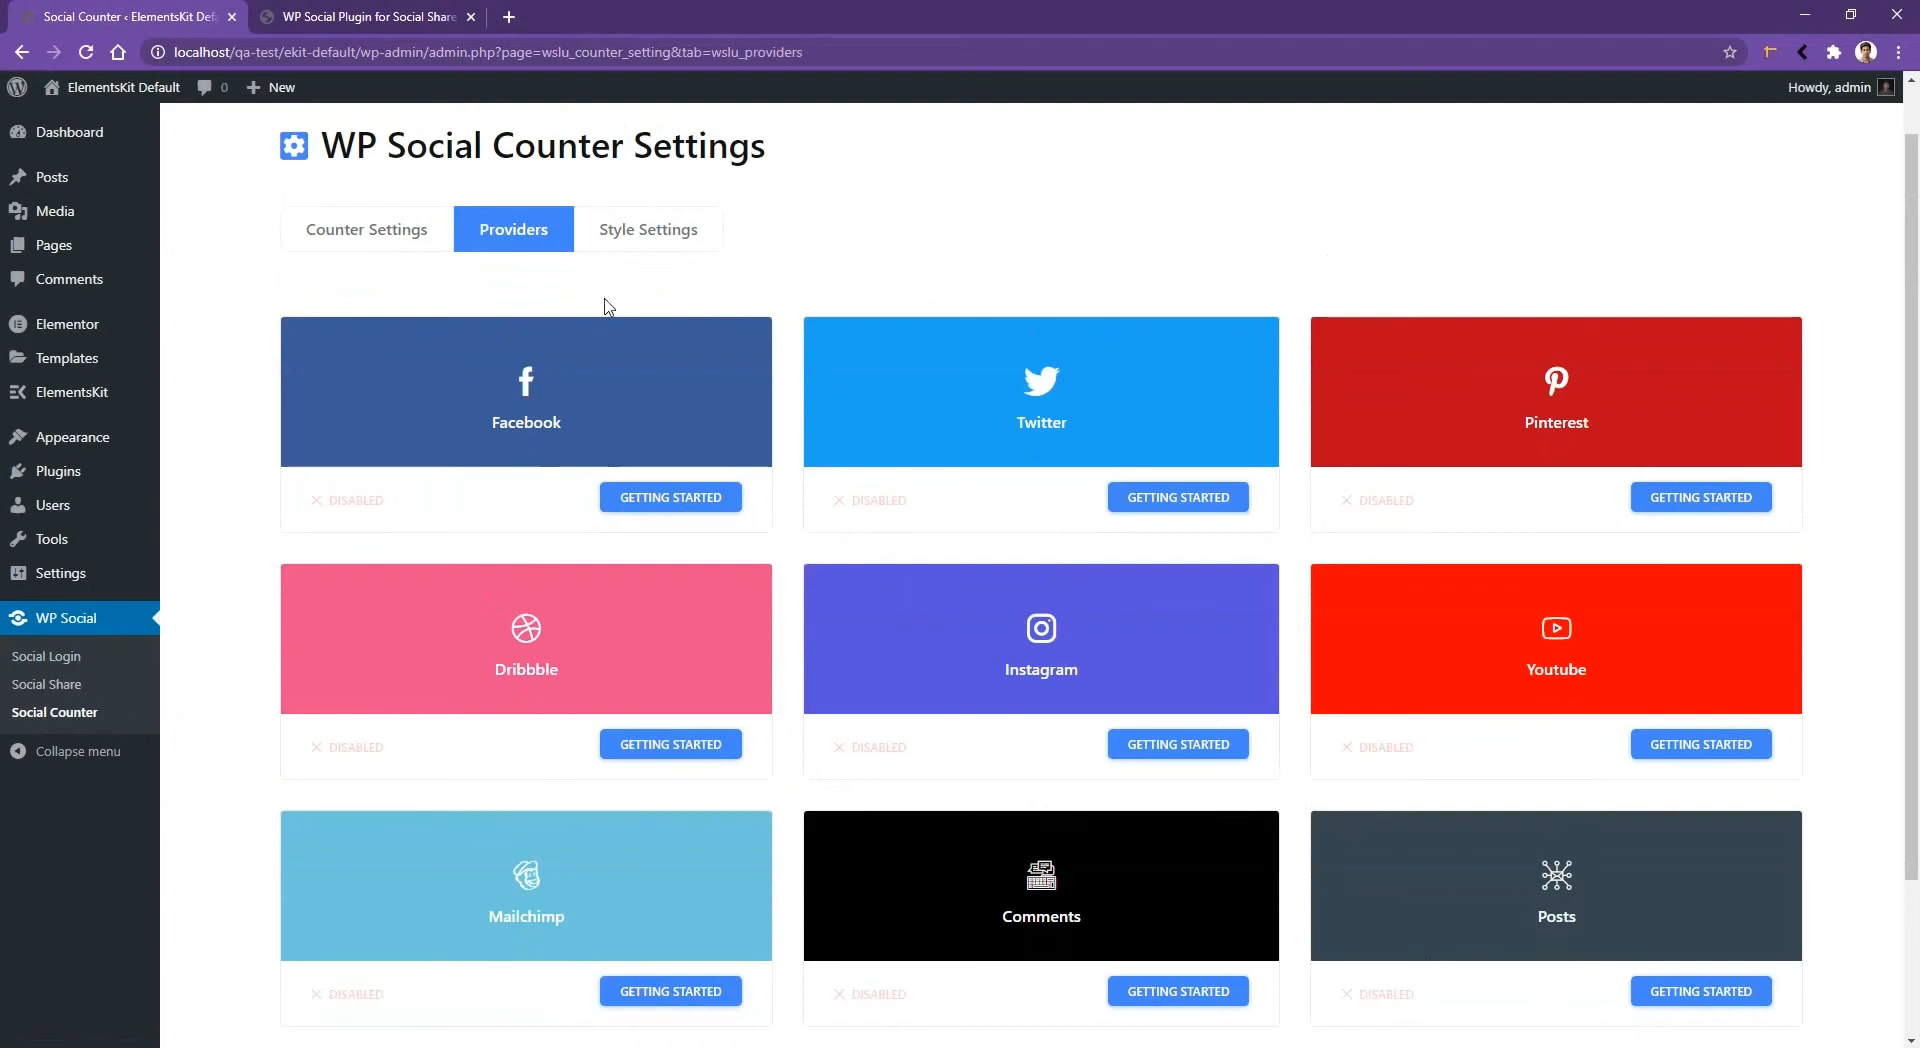 Social Counter ‹ ElementsKit Defa
WP Social Plugin for Social Share
localhost/qa-test/ekit-default/wp-admin/admin.php?page=wslu_counter_setting&tab=wslu_providers
ElementsKit Default
0
New
Howdy, admin
Dashboard
Posts
Media
Pages
Comments
Elementor
Templates
ElementsKit
Appearance
Plugins
Users
Tools
Settings
WP Social
Social Login
Social Share
Social Counter
Collapse menu
WP Social Counter Settings
Counter Settings
Providers
Style Settings
Facebook
Twitter
Pinterest
DISABLED
GETTING STARTED
DISABLED
GETTING STARTED
DISABLED
GETTING STARTED
Dribbble
Instagram
Youtube
DISABLED
GETTING STARTED
DISABLED
GETTING STARTED
DISABLED
GETTING STARTED
Mailchimp
Comments
Posts
DISABLED
GETTING STARTED
DISABLED
GETTING STARTED
DISABLED
GETTING STARTED